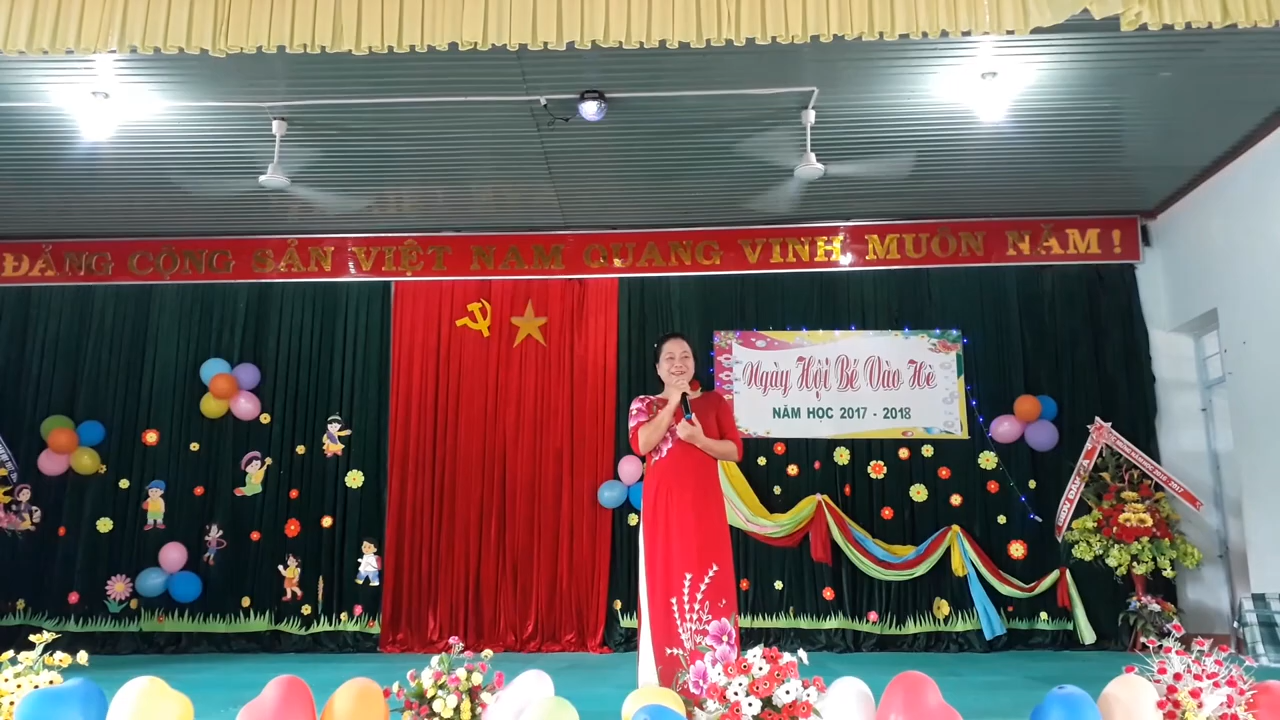 ĐẢNG CỘNG SẢN VIỆT NAM QUANG VINH MUÔN NĂM !
Ngày Hội Bé Vào Hè
NĂM HỌC 2017 - 2018